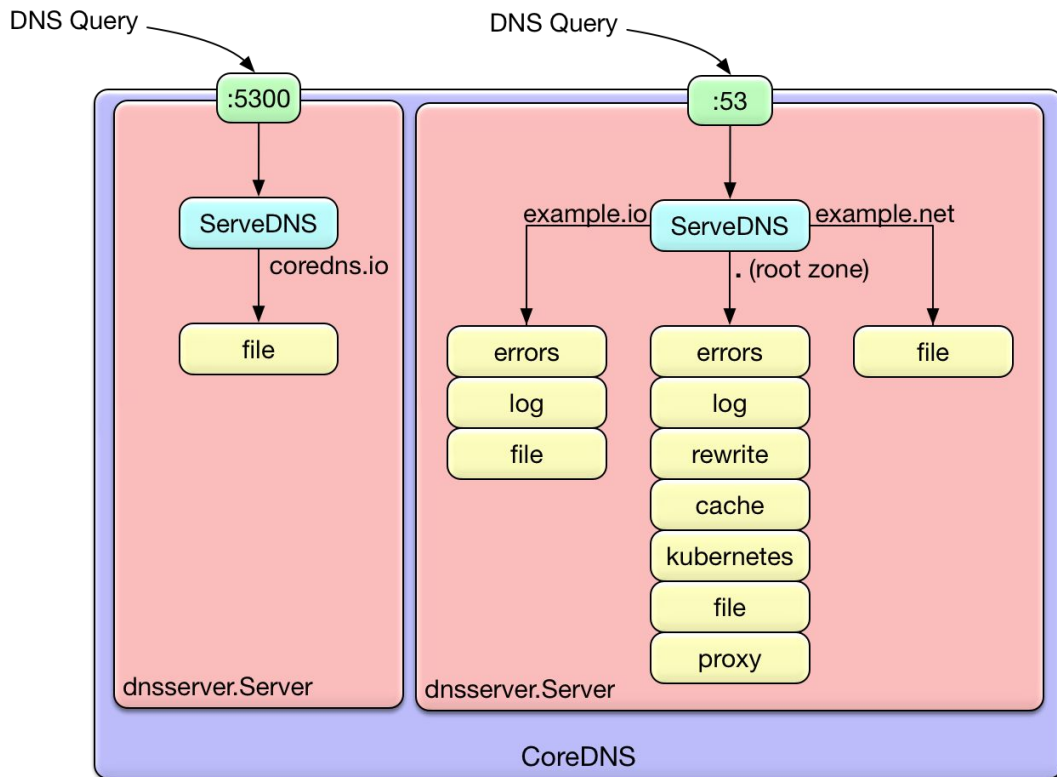 DNS Query
DNS Query
:5300
:53
ServeDNS
coredns.io
file
example.io
ServeDNS
example.net
. (root zone)
errors
log
file
errors
log
rewrite
cache
kubernetes
file
proxy
file
dnsserver.Server
dnsserver.Server
CoreDNS